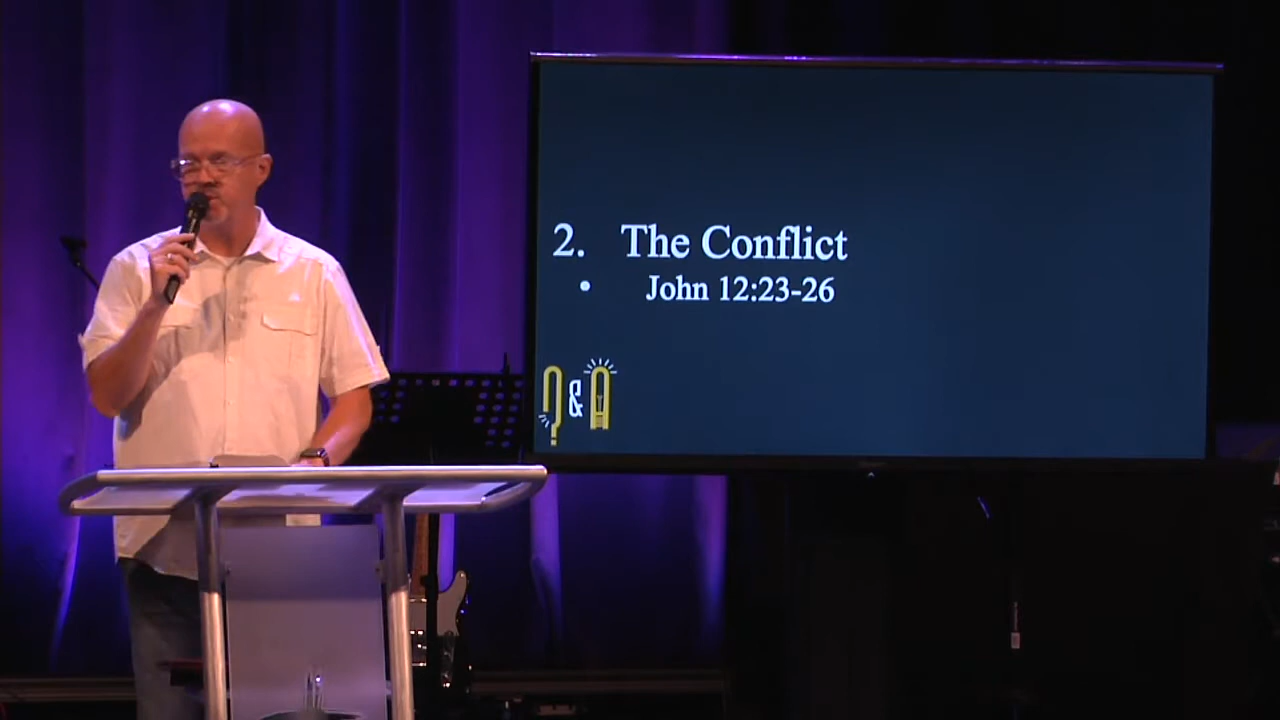 2. The Conflict
• John 12:23-26
Q & A